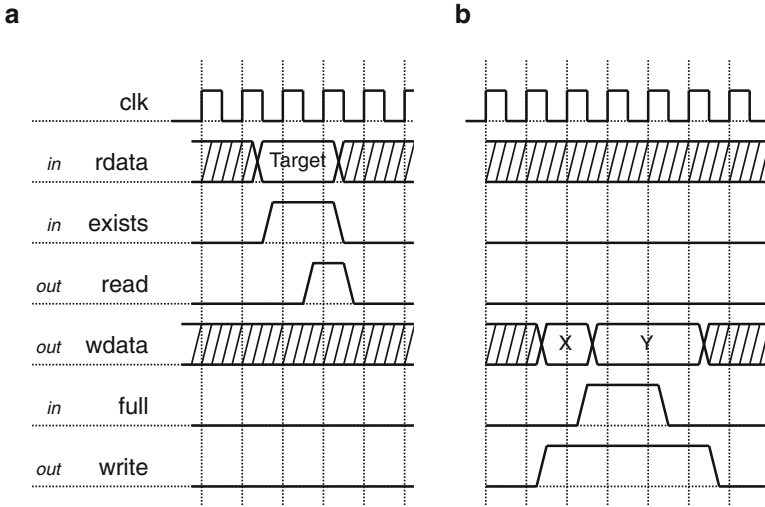 a b
clk
in rdata Target
in exists
out read
out wdata X Y
in full
out write